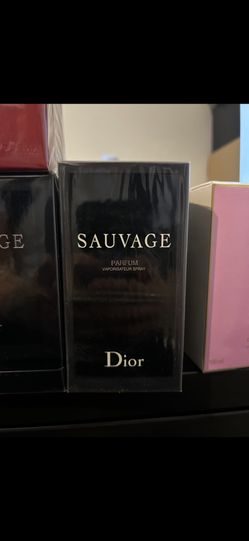 GE
SAUVAGE
PARFUM
VAPORISATEUR SPRAY
Dior